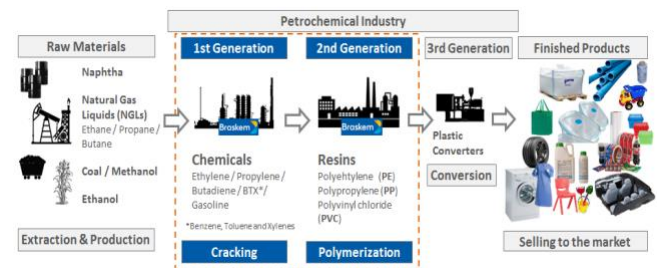 Petrochemical Industry
Raw Materials
1st Generation
2nd Generation
3rd Generation
Finished Products
Naphtha
Natural Gas
Liquids (NGLs)
Ethane / Propane /
Butane
Coal / Methanol
Ethanol
Extraction & Production
Braskem
Chemicals
Ethylene / Propylene /
Butadiene / BTX*/
Gasoline
*Benzene, Toluene and Xylenes
Cracking
Braskem
Resins
Polyehtylene (PE)
Polypropylene (PP)
Polyvinyl chloride
(PVC)
Polymerization
Plastic
Converters
Conversion
Selling to the market